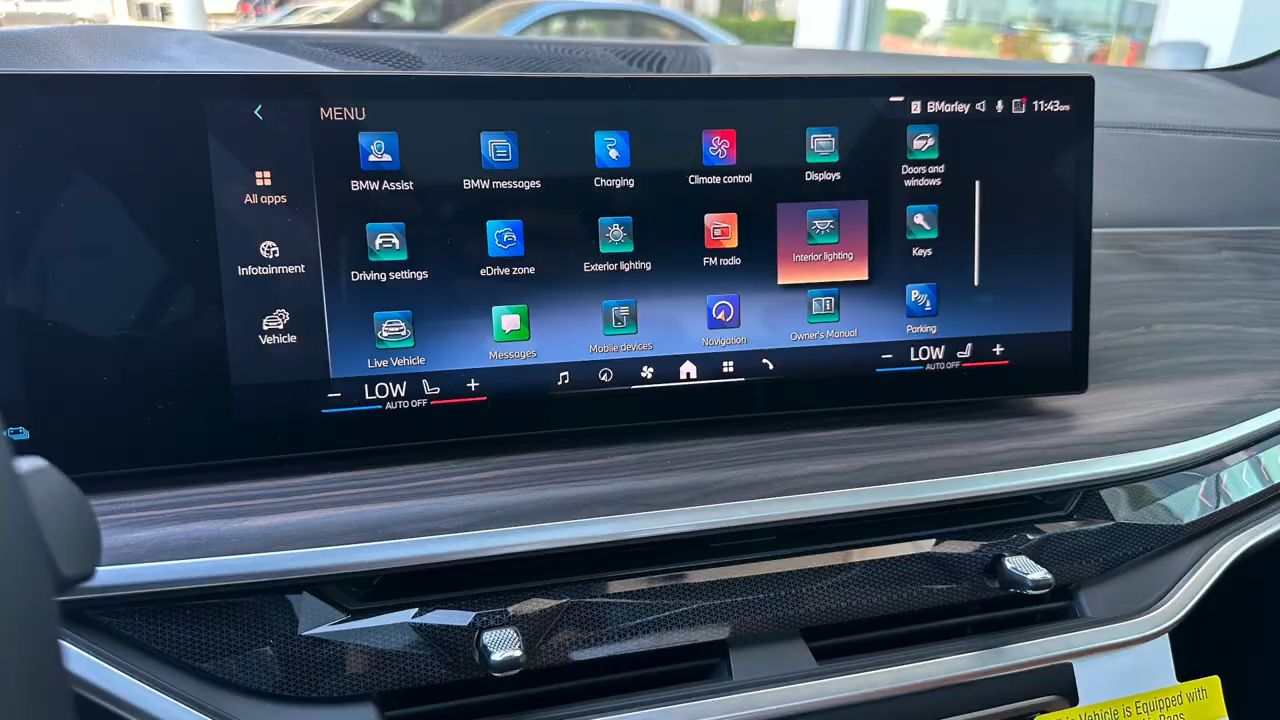 MENU
2 BMarley 11:43am
All apps
Infotainment
Vehicle
BMW Assist
BMW messages
Charging
Climate control
Displays
Doors and
windows
Driving settings
eDrive zone
Exterior lighting
FM radio
Interior lighting
Keys
Live Vehicle
Messages
Mobile devices
Navigation
Owner's Manual
P
Parking
− LOW +
AUTO OFF
− LOW +
AUTO OFF
Vehicle is Equipped with
Bags